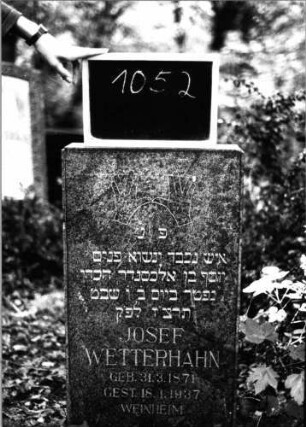 1052
פ נ
איש נכבד ונשוא פנים
יוסף בן אלכסנדר הכהן
נפטר ביום ב ו שבט
תרצ״ז לפק
JOSEF
WETTERHAHN
GEB. 31.3.1871
GEST. 18.1.1937
WEINHEIM